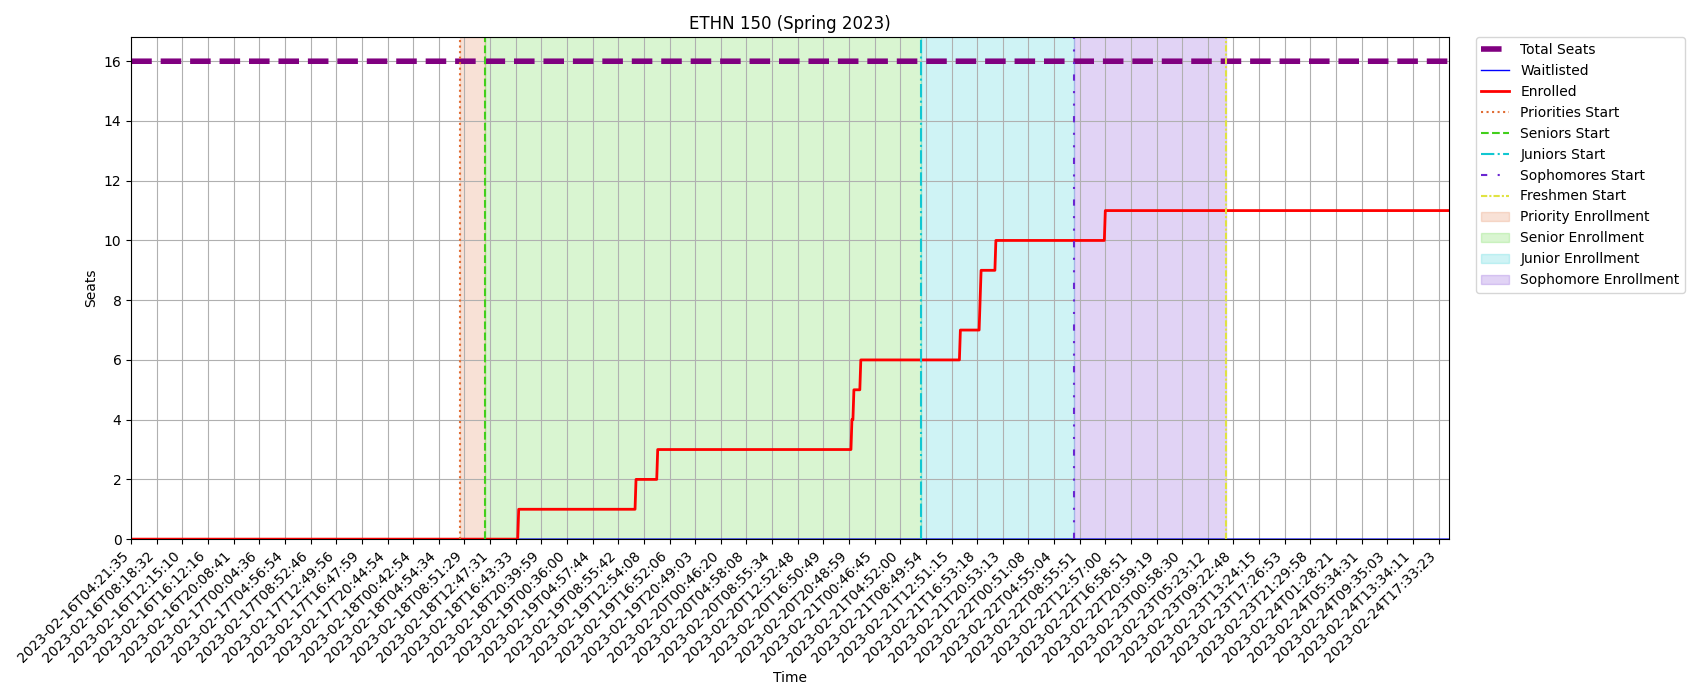 ETHN 150 (Spring 2023)
Seats
16
14
12
10
8
6
4
2
0
2023-02-16T04:21:35
2023-02-16T08:18:32
2023-02-16T12:15:10
2023-02-16T16:12:16
2023-02-16T20:08:41
2023-02-17T00:04:36
2023-02-17T04:56:54
2023-02-17T08:52:46
2023-02-17T12:49:56
2023-02-17T16:47:59
2023-02-17T20:44:54
2023-02-18T00:42:54
2023-02-18T04:54:34
2023-02-18T08:51:29
2023-02-18T12:47:31
2023-02-18T16:43:33
2023-02-18T20:39:59
2023-02-19T00:36:00
2023-02-19T04:57:44
2023-02-19T08:55:42
2023-02-19T12:54:08
2023-02-19T16:52:06
2023-02-19T20:49:03
2023-02-20T00:46:20
2023-02-20T04:58:08
2023-02-20T08:55:34
2023-02-20T12:52:48
2023-02-20T16:50:49
2023-02-20T20:48:59
2023-02-21T00:46:45
2023-02-21T04:52:00
2023-02-21T08:49:54
2023-02-21T12:51:15
2023-02-21T16:53:18
2023-02-21T20:53:13
2023-02-22T00:51:08
2023-02-22T04:55:04
2023-02-22T08:55:51
2023-02-22T12:57:00
2023-02-22T16:58:51
2023-02-22T20:59:19
2023-02-23T00:58:30
2023-02-23T05:23:12
2023-02-23T09:22:48
2023-02-23T13:24:15
2023-02-23T17:26:53
2023-02-23T21:29:58
2023-02-24T01:28:21
2023-02-24T05:34:31
2023-02-24T09:35:03
2023-02-24T13:34:11
2023-02-24T17:33:23
Time
Total Seats
Waitlisted
Enrolled
Priorities Start
Seniors Start
Juniors Start
Sophomores Start
Freshmen Start
Priority Enrollment
Senior Enrollment
Junior Enrollment
Sophomore Enrollment